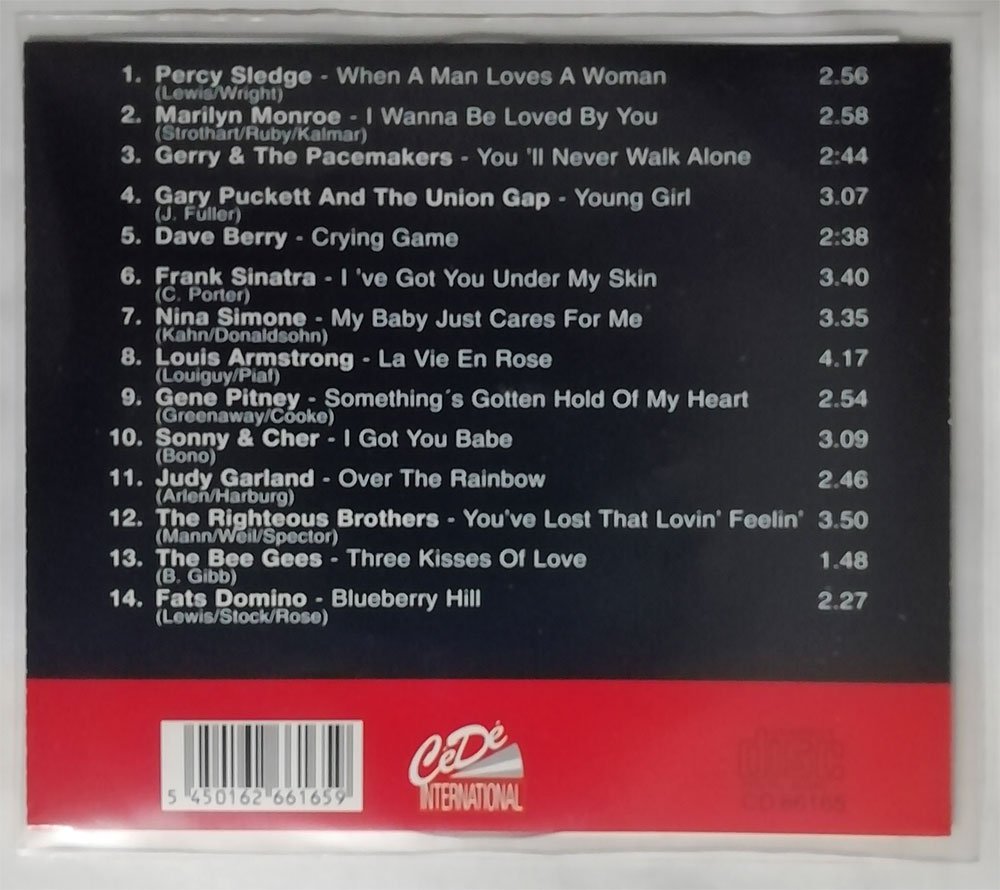 1. Percy Sledge - When A Man Loves A Woman 2.56
(Lewis/Wright)
2. Marilyn Monroe - I Wanna Be Loved By You 2.58
(Strothart/Ruby/Kalmar)
3. Gerry & The Pacemakers - You 'll Never Walk Alone 2:44
4. Gary Puckett And The Union Gap - Young Girl 3.07
(J. Fuller)
5. Dave Berry - Crying Game 2:38
6. Frank Sinatra - I 've Got You Under My Skin 3.40
(C. Porter)
7. Nina Simone - My Baby Just Cares For Me 3.35
(Kahn/Donaldsohn)
8. Louis Armstrong - La Vie En Rose 4.17
(Louiguy/Piaf)
9. Gene Pitney - Something´s Gotten Hold Of My Heart 2.54
(Greenaway/Cooke)
10. Sonny & Cher - I Got You Babe 3.09
(Bono)
11. Judy Garland - Over The Rainbow 2.46
(Arlen/Harburg)
12. The Righteous Brothers - You've Lost That Lovin' Feelin' 3.50
(Mann/Weil/Spector)
13. The Bee Gees - Three Kisses Of Love 1.48
(B. Gibb)
14. Fats Domino - Blueberry Hill 2.27
(Lewis/Stock/Rose)
CéDé
INTERNATIONAL
disc
CD 66165
5 450162 661659